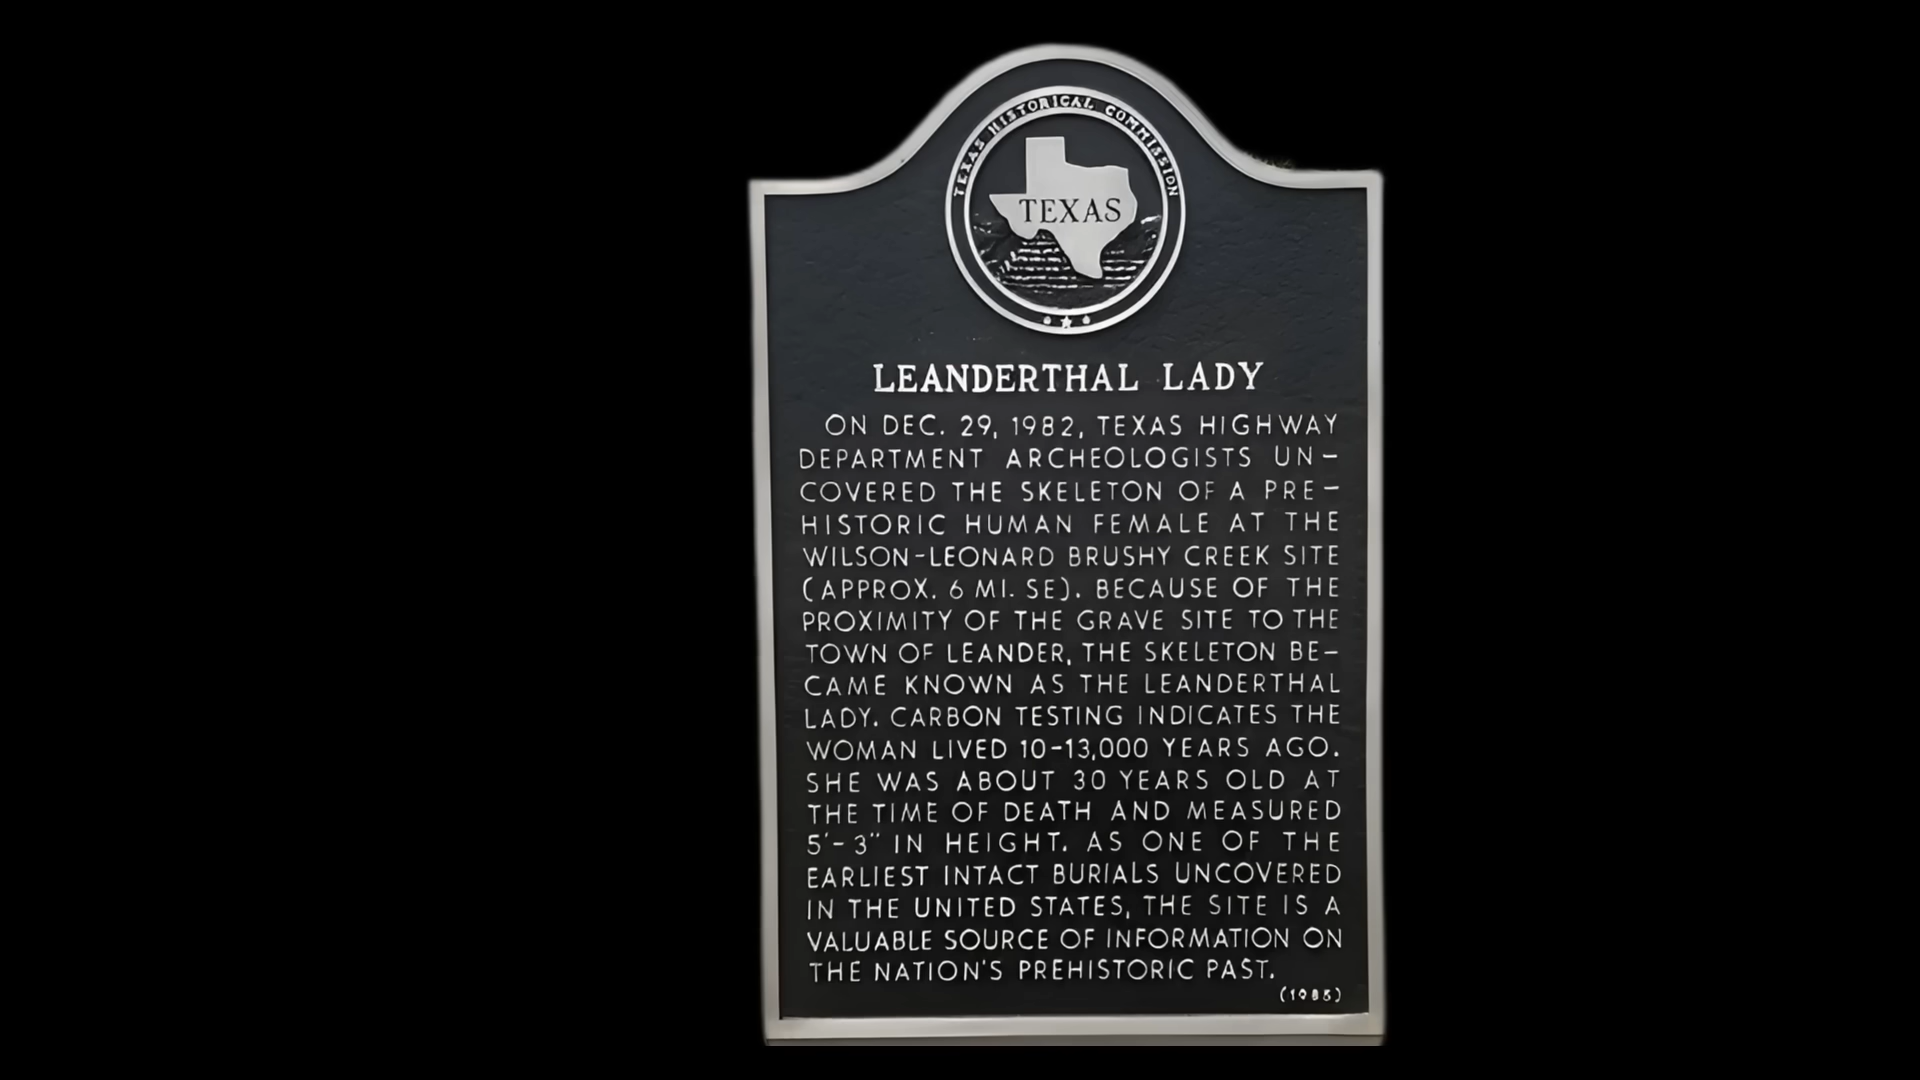 TEXAS HISTORICAL COMMISSION
TEXAS
LEANDERTHAL LADY
ON DEC. 29, 1982, TEXAS HIGHWAY
DEPARTMENT ARCHEOLOGISTS UN-
COVERED THE SKELETON OF A PRE-
HISTORIC HUMAN FEMALE AT THE
WILSON-LEONARD BRUSHY CREEK SITE
(APPROX. 6 MI. SE). BECAUSE OF THE
PROXIMITY OF THE GRAVE SITE TO THE
TOWN OF LEANDER, THE SKELETON BE-
CAME KNOWN AS THE LEANDERTHAL
LADY. CARBON TESTING INDICATES THE
WOMAN LIVED 10-13,000 YEARS AGO.
SHE WAS ABOUT 30 YEARS OLD AT
THE TIME OF DEATH AND MEASURED
5'-3" IN HEIGHT. AS ONE OF THE
EARLIEST INTACT BURIALS UNCOVERED
IN THE UNITED STATES, THE SITE IS A
VALUABLE SOURCE OF INFORMATION ON
THE NATION'S PREHISTORIC PAST.
(1985)